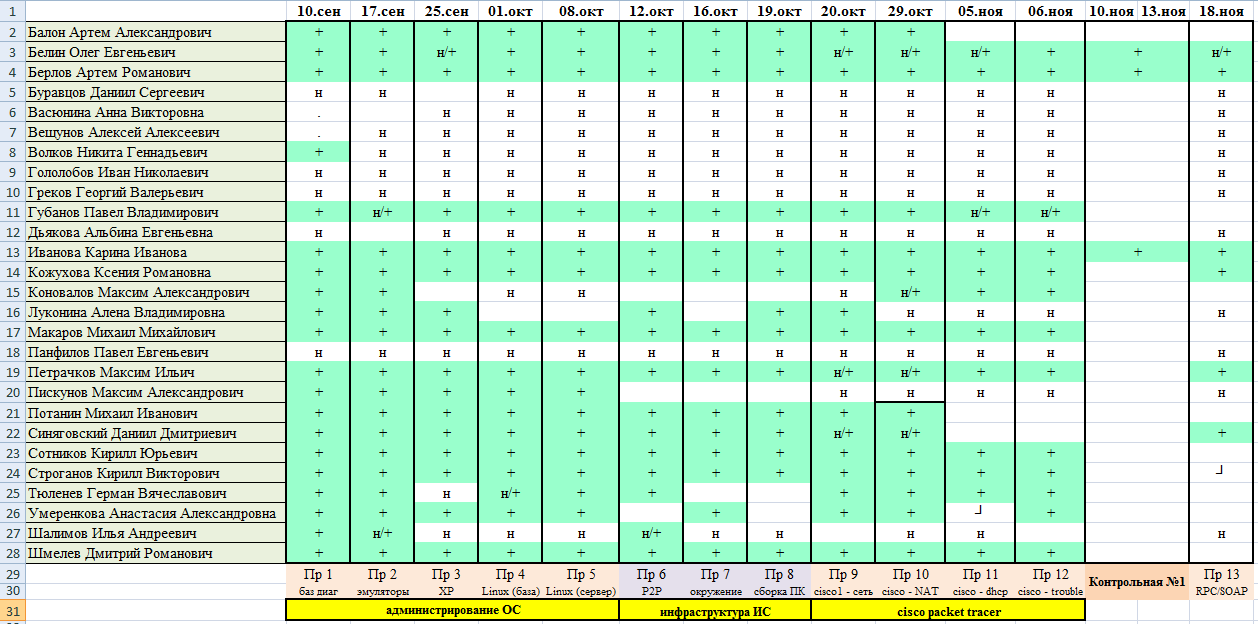 1 10.сен 17.сен 25.сен 01.окт 08.окт 12.окт 16.окт 19.окт 20.окт 29.окт 05.ноя 06.ноя 10.ноя 13.ноя 18.ноя
2 Балон Артем Александрович + + + + + + + + + +
3 Белин Олег Евгеньевич + + н/+ + + + + + н/+ н/+ н/+ + + н/+
4 Берлов Артем Романович + + + + + + + + + + + + + +
5 Буравцов Даниил Сергеевич н н н н н н н н н н н н
6 Васюнина Анна Викторовна . н н н н н н н н н н н
7 Вещунов Алексей Алексеевич . н н н н н н н н н н н н
8 Волков Никита Геннадьевич + н н н н н н н н н н н н
9 Гололобов Иван Николаевич н н н н н н н н н н н н н
10 Греков Георгий Валерьевич н н н н н н н н н н н н н
11 Губанов Павел Владимирович + н/+ + + + + + + + + н/+ н/+
12 Дьякова Альбина Евгеньевна н н н н н н н н н н н н
13 Иванова Карина Иванова + + + + + + + + + + + + + +
14 Кожухова Ксения Романовна + + + + + + + + + + + + +
15 Коновалов Максим Александрович + + н н н н/+ + +
16 Луконина Алена Владимировна + + + + + + н н н н
17 Макаров Михаил Михайлович + + + + + + + + + + + +
18 Панфилов Павел Евгеньевич н н н н н н н н н н н н н
19 Петрачков Максим Ильич + + + + + + + + н/+ н/+ + + +
20 Пискунов Максим Александрович + + + + + н н н н н
21 Потанин Михаил Иванович + + + + + + + + + +
22 Синяговский Даниил Дмитриевич + + + + + + + + н/+ н/+ +
23 Сотников Кирилл Юрьевич + + + + + + + + + + + +
24 Строганов Кирилл Викторович + + + + + + + + + + + + ┘
25 Тюленев Герман Вячеславович + + н н/+ + + + + + +
26 Умеренкова Анастасия Александровна + + + + + + + + ┘ +
27 Шалимов Илья Андреевич + н/+ н н н н/+ н н н н н
28 Шмелев Дмитрий Романович + + + + + + + + + + + +
29 Пр 1 Пр 2 Пр 3 Пр 4 Пр 5 Пр 6 Пр 7 Пр 8 Пр 9 Пр 10 Пр 11 Пр 12 Контрольная №1 Пр 13
30 баз диаг эмуляторы XP Linux (база) Linux (сервер) P2P окружение сборка ПК cisco1 - сеть cisco - NAT cisco - dhcp cisco - trouble RPC/SOAP
31 администрирование ОС инфраструктура ИС cisco packet tracer